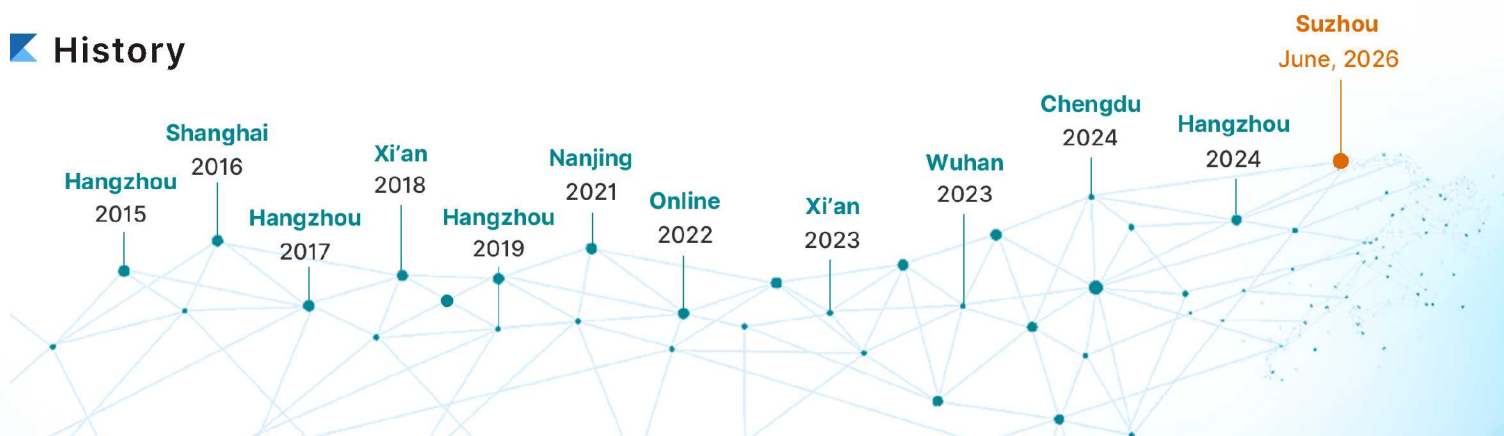 History
Hangzhou
2015
Shanghai
2016
Hangzhou
2017
Xi’an
2018
Hangzhou
2019
Nanjing
2021
Online
2022
Xi’an
2023
Wuhan
2023
Chengdu
2024
Hangzhou
2024
Suzhou
June, 2026